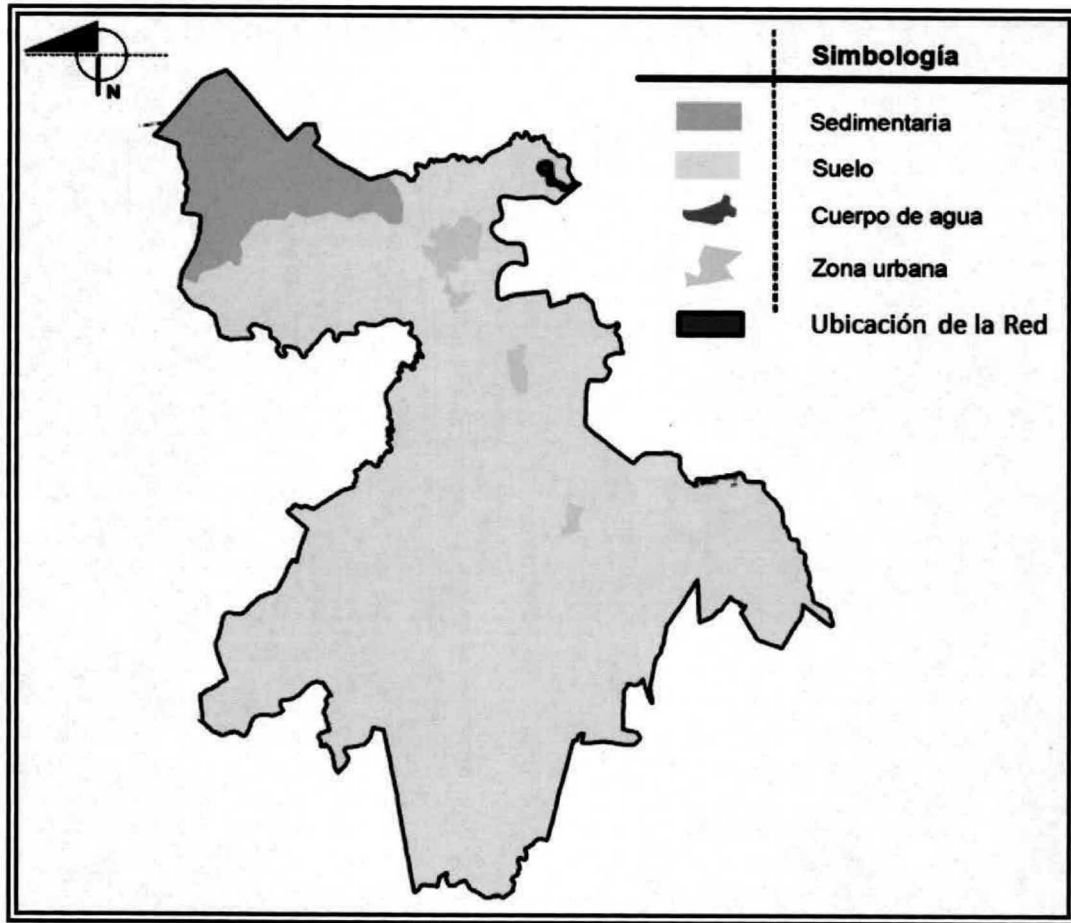 N
Simbología
Sedimentaria
Suelo
Cuerpo de agua
Zona urbana
Ubicación de la Red